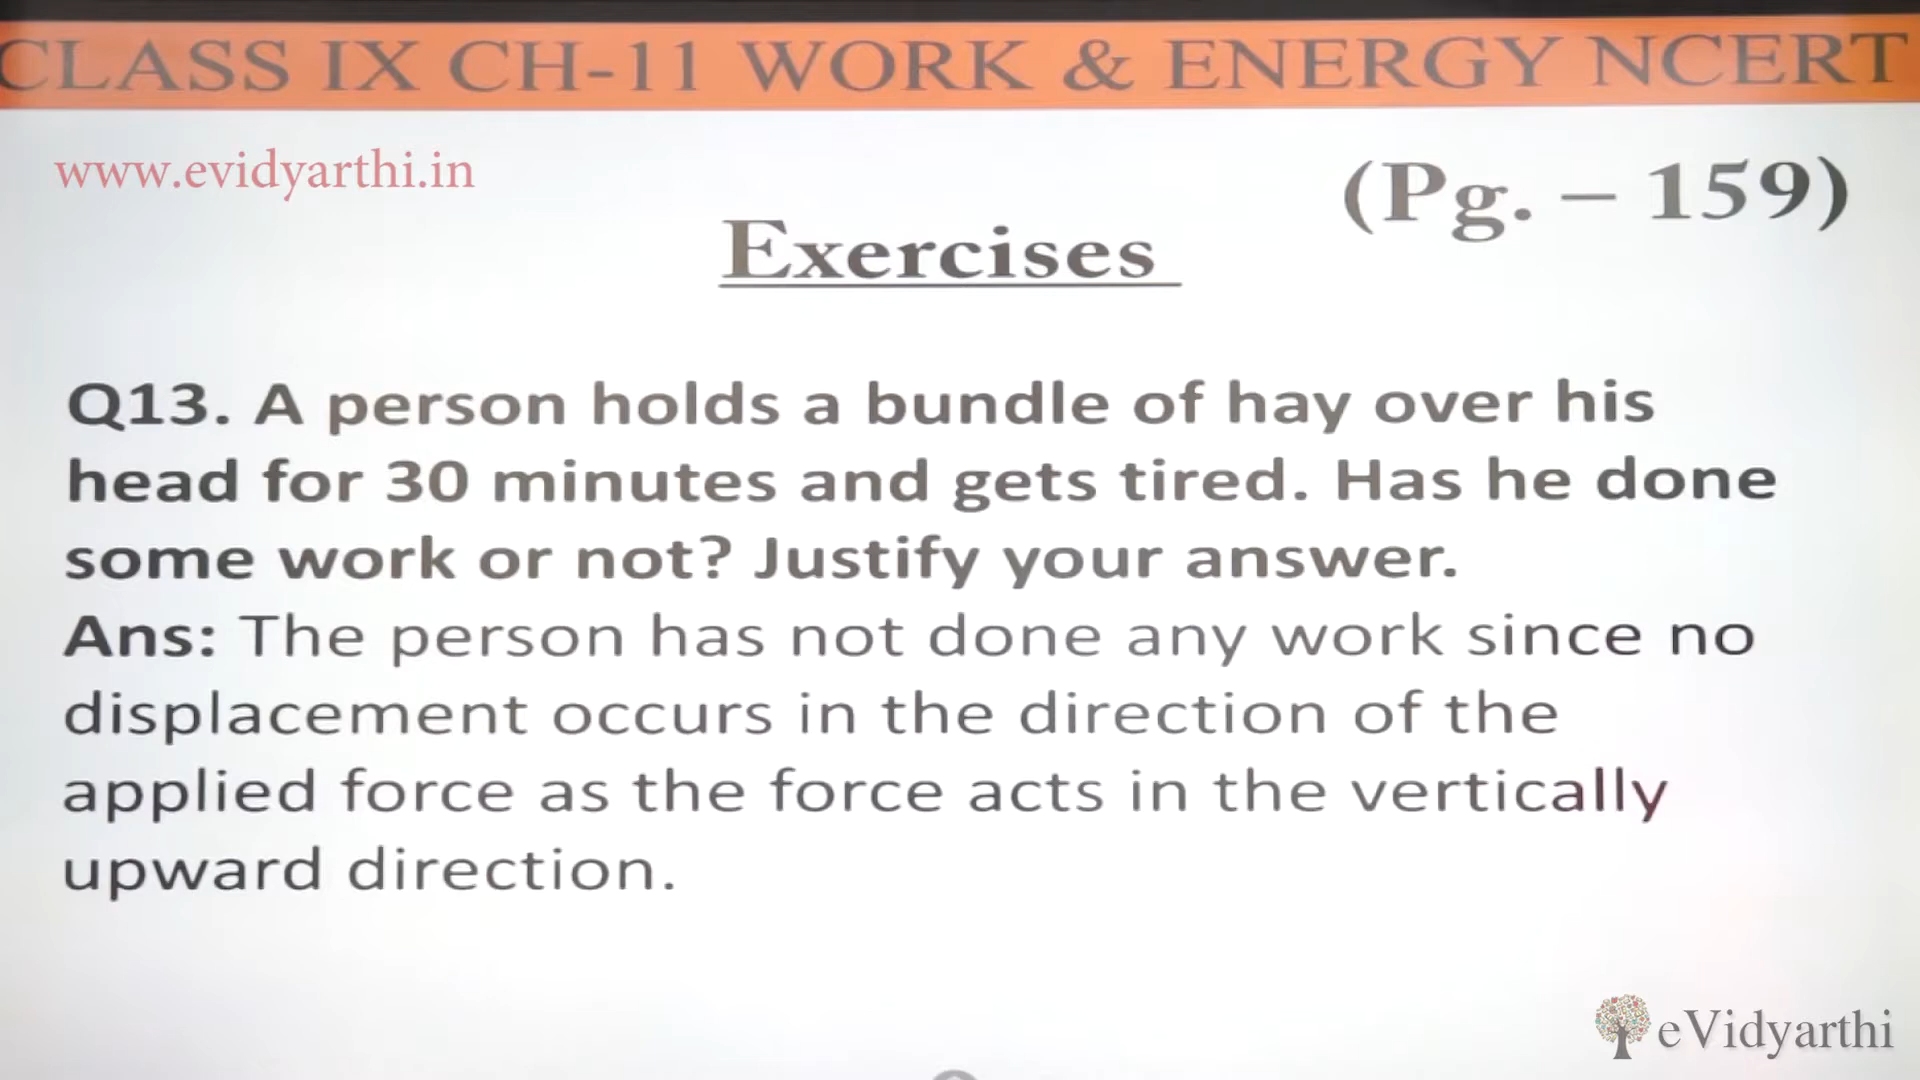 CLASS IX CH-11 WORK & ENERGY NCERT
www.evidyarthi.in
(Pg. – 159)
Exercises
Q13. A person holds a bundle of hay over his
head for 30 minutes and gets tired. Has he done
some work or not? Justify your answer.
Ans: The person has not done any work since no
displacement occurs in the direction of the
applied force as the force acts in the vertically
upward direction.
eVidyarthi